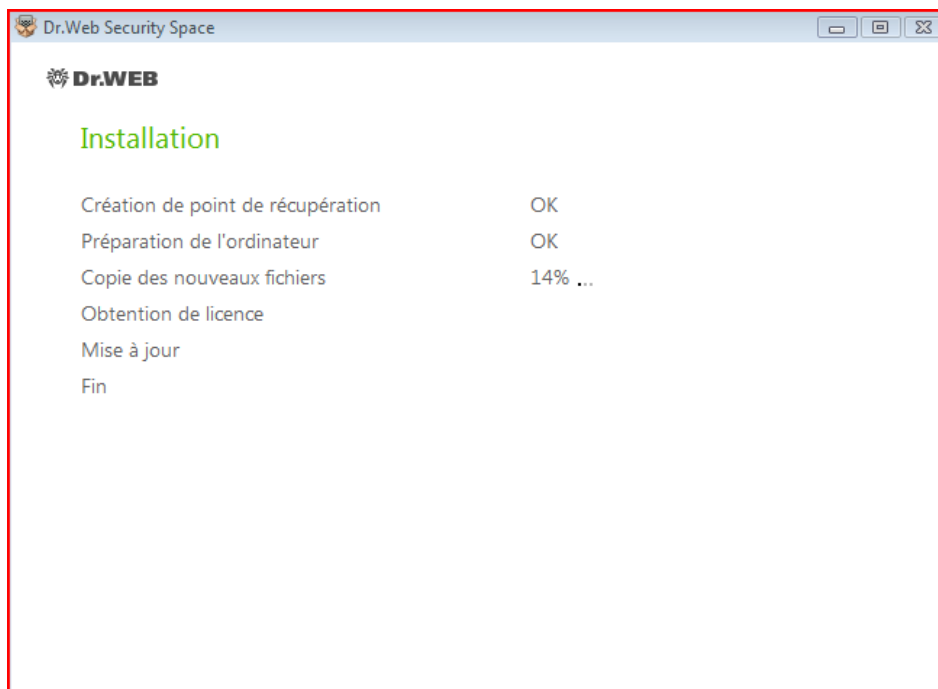 Dr.Web Security Space
Dr.WEB
Installation
Création de point de récupération OK
Préparation de l'ordinateur OK
Copie des nouveaux fichiers 14% ...
Obtention de licence
Mise à jour
Fin